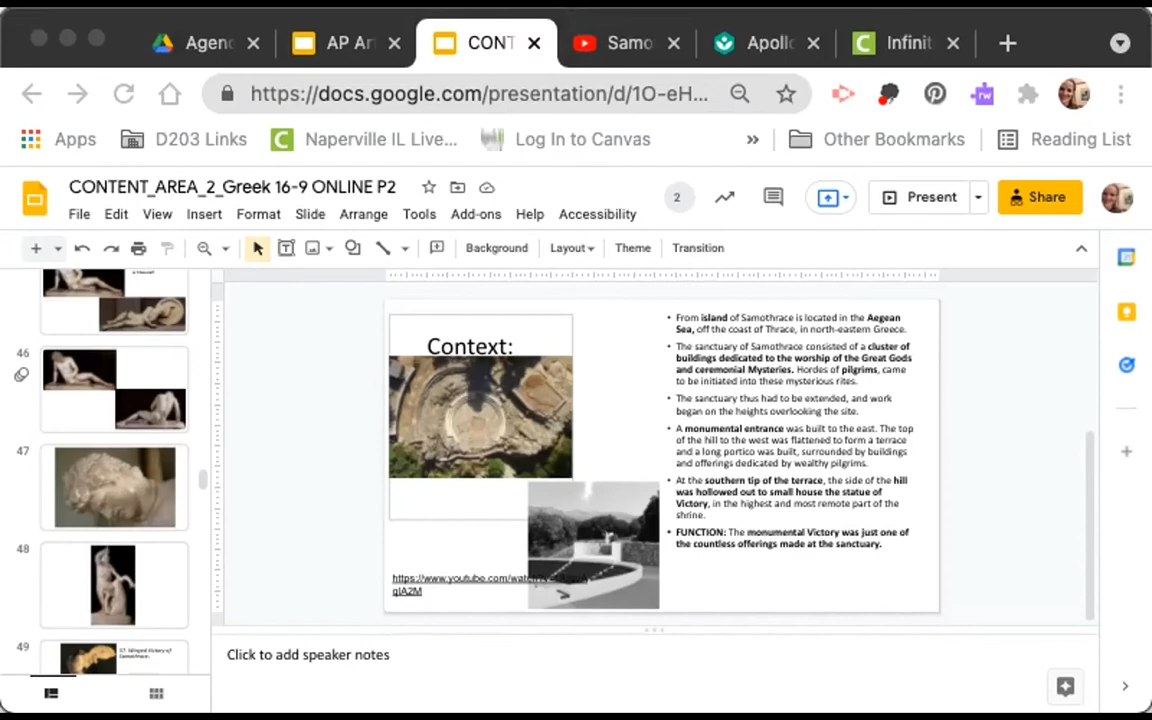 Agen
AP Ar
CONT
Samo
Apoll
Infinit
https://docs.google.com/presentation/d/1O-eH...
Apps
D203 Links
Naperville IL Live...
Log In to Canvas
»
Other Bookmarks
Reading List
CONTENT_AREA_2_Greek 16-9 ONLINE P2
2
Present
Share
File Edit View Insert Format Slide Arrange Tools Add-ons Help Accessibility
Background Layout Theme Transition
46
47
48
49
Context:
• From island of Samothrace is located in the Aegean
Sea, off the coast of Thrace, in north-eastern Greece.
• The sanctuary of Samothrace consisted of a cluster of
buildings dedicated to the worship of the Great Gods
and ceremonial Mysteries. Hordes of pilgrims, came
to be initiated into these mysterious rites.
• The sanctuary thus had to be extended, and work
began on the heights overlooking the site.
• A monumental entrance was built to the east. The top
of the hill to the west was flattened to form a terrace
and a long portico was built, surrounded by buildings
and offerings dedicated by wealthy pilgrims.
• At the southern tip of the terrace, the side of the hill
was hollowed out to small house the statue of
Victory, in the highest and most remote part of the
shrine.
• FUNCTION: The monumental Victory was just one of
the countless offerings made at the sanctuary.
https://www.youtube.com/wat
qIA2M
Click to add speaker notes